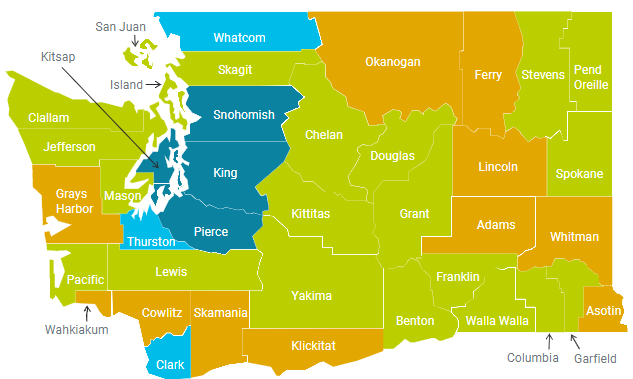 San Juan
Whatcom
Kitsap
Okanogan
Skagit
Ferry
Stevens
Pend
Oreille
Island
Snohomish
Clallam
Chelan
Jefferson
Douglas
King
Lincoln
Spokane
Grays
Harbor
Mason
Kittitas
Grant
Adams
Pierce
Whitman
Thurston
Lewis
Pacific
Franklin
Yakima
Cowlitz
Skamania
Asotin
Wahkiakum
Benton
Walla Walla
Klickitat
Columbia
Garfield
Clark